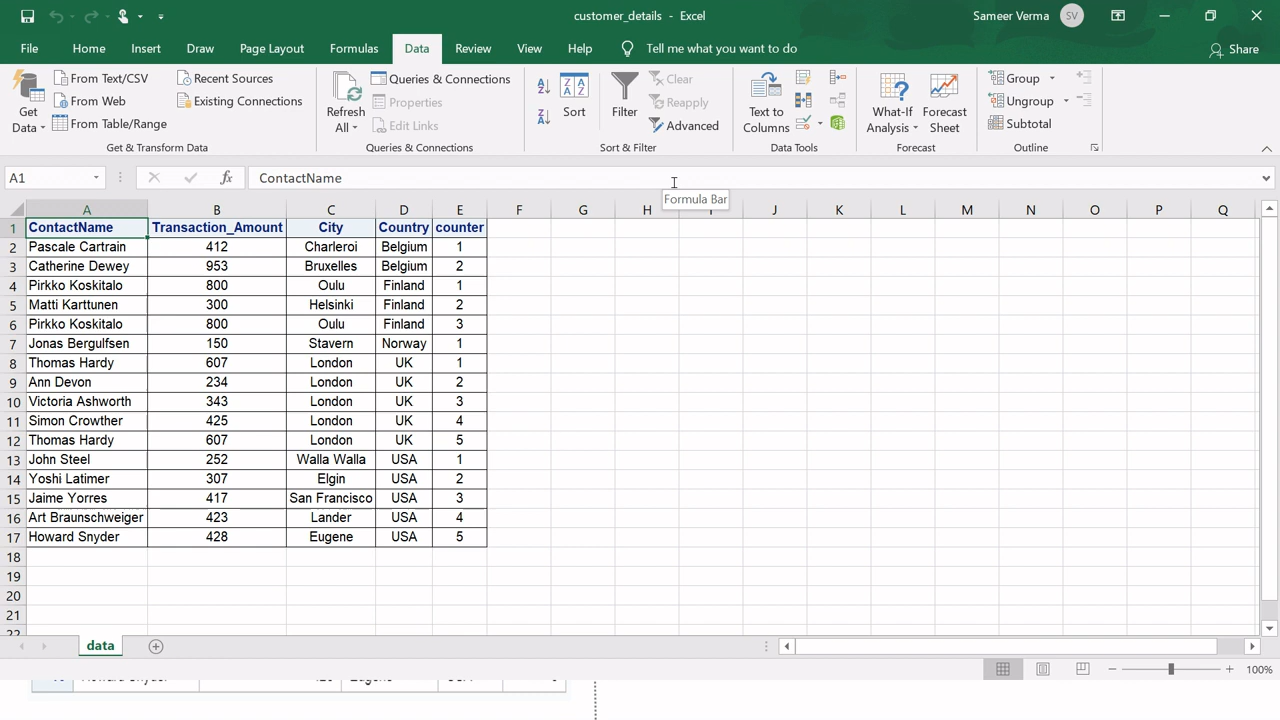 customer_details - Excel
Sameer Verma SV
File Home Insert Draw Page Layout Formulas Data Review View Help Tell me what you want to do Share
Get Data
From Text/CSV
From Web
From Table/Range
Recent Sources
Existing Connections
Get & Transform Data
Refresh All
Queries & Connections
Properties
Edit Links
Queries & Connections
Sort
Filter
Clear
Reapply
Advanced
Sort & Filter
Text to Columns
Data Tools
What-If Analysis
Forecast Sheet
Forecast
Group
Ungroup
Subtotal
Outline
A1 fx ContactName
Formula Bar
A B C D E F G H I J K L M N O P Q
1 ContactName Transaction_Amount City Country counter
2 Pascale Cartrain 412 Charleroi Belgium 1
3 Catherine Dewey 953 Bruxelles Belgium 2
4 Pirkko Koskitalo 800 Oulu Finland 1
5 Matti Karttunen 300 Helsinki Finland 2
6 Pirkko Koskitalo 800 Oulu Finland 3
7 Jonas Bergulfsen 150 Stavern Norway 1
8 Thomas Hardy 607 London UK 1
9 Ann Devon 234 London UK 2
10 Victoria Ashworth 343 London UK 3
11 Simon Crowther 425 London UK 4
12 Thomas Hardy 607 London UK 5
13 John Steel 252 Walla Walla USA 1
14 Yoshi Latimer 307 Elgin USA 2
15 Jaime Yorres 417 San Francisco USA 3
16 Art Braunschweiger 423 Lander USA 4
17 Howard Snyder 428 Eugene USA 5
18
19
20
21
22
data
100%